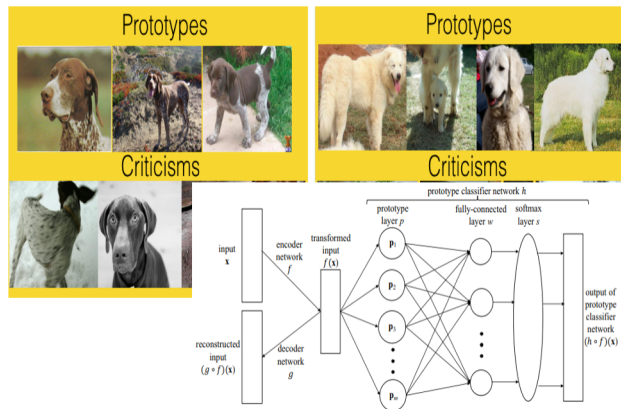 Prototypes
Criticisms
Prototypes
Criticisms
prototype classifier network h
input
x
encoder
network
f
transformed
input
f(x)
prototype
layer p
fully-connected
layer w
softmax
layer s
p₁
p₂
p₃
pₘ
output of
prototype
classifier
network
(h ∘ f)(x)
reconstructed
input
(g ∘ f)(x)
decoder
network
g